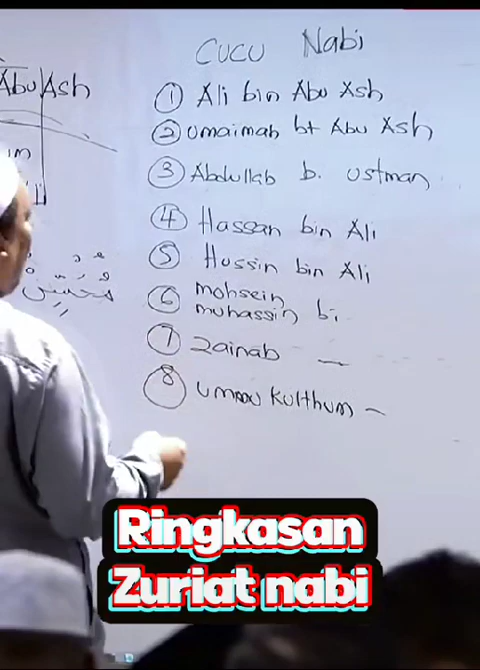 Abu Ash
Cucu Nabi
① Ali bin Abu Ash
② Umaimah bt Abu Ash
③ Abdullah b. Ustman
④ Hassan bin Ali
⑤ Hussin bin Ali
⑥ mohsein
muhassin bi
⑦ Zainab —
⑧ ummu kulthum —
Ringkasan
Zuriat nabi